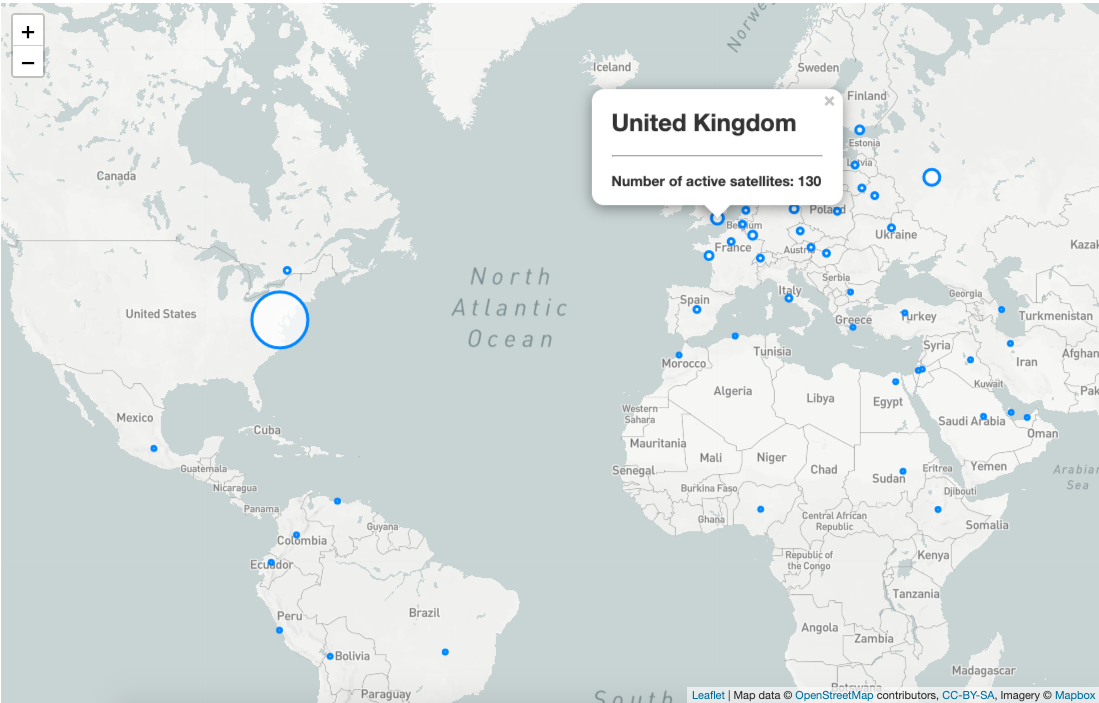 +
−
Norway
Iceland
Sweden
Finland
×
United Kingdom
Number of active satellites: 130
Estonia
Latvia
Canada
Poland
Belgium
Ukraine
France
Austria
Kazak
North
Atlantic
Ocean
Serbia
Italy
Georgia
Spain
United States
Greece
Turkey
Turkmenistan
Syria
Tunisia
Morocco
Iran
Afghan
Kuwait
Algeria
Libya
Egypt
Pak
Western
Sahara
Mexico
Cuba
Saudi Arabia
Oman
Mauritania
Mali
Niger
Chad
Guatemala
Senegal
Eritrea
Yemen
Arabian
Sea
Sudan
Nicaragua
Burkina Faso
Djibouti
Panama
Guyana
Ghana
Central African
Republic
Somalia
Colombia
Republic of
the Congo
Kenya
Ecuador
Tanzania
Peru
Brazil
Angola
Zambia
Bolivia
Madagascar
Botswana
Paraguay
South
Leaflet | Map data © OpenStreetMap contributors, CC-BY-SA, Imagery © Mapbox